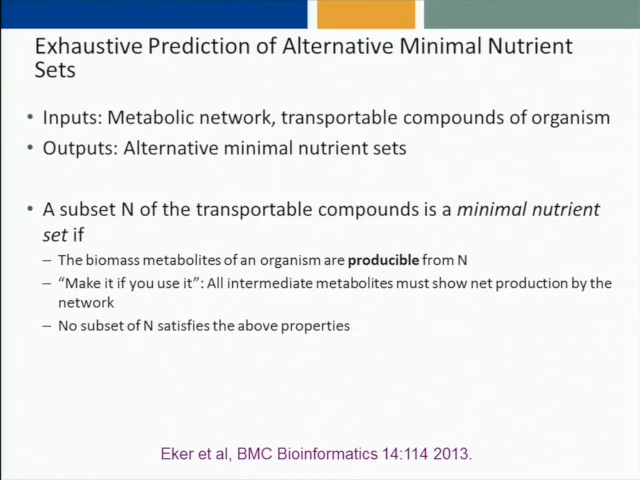 Exhaustive Prediction of Alternative Minimal Nutrient
Sets
• Inputs: Metabolic network, transportable compounds of organism
• Outputs: Alternative minimal nutrient sets
• A subset N of the transportable compounds is a minimal nutrient
set if
– The biomass metabolites of an organism are producible from N
– “Make it if you use it”: All intermediate metabolites must show net production by the
network
– No subset of N satisfies the above properties
Eker et al, BMC Bioinformatics 14:114 2013.